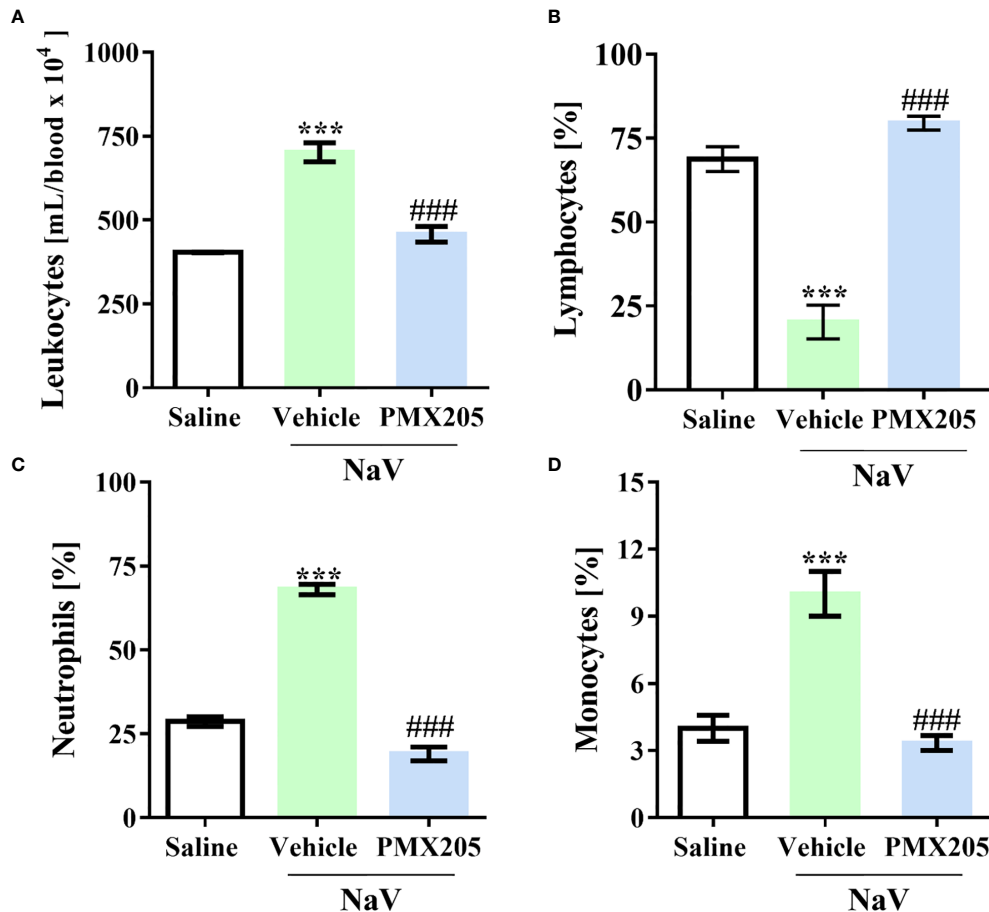 A
Leukocytes [mL/blood x 10⁴ ]
1000
750
500
250
0
***
###
Saline
Vehicle
PMX205
NaV
B
Lymphocytes [%]
100
75
50
25
0
***
###
Saline
Vehicle
PMX205
NaV
C
Neutrophils [%]
100
75
50
25
0
***
###
Saline
Vehicle
PMX205
NaV
D
Monocytes [%]
15
12
9
6
3
0
***
###
Saline
Vehicle
PMX205
NaV